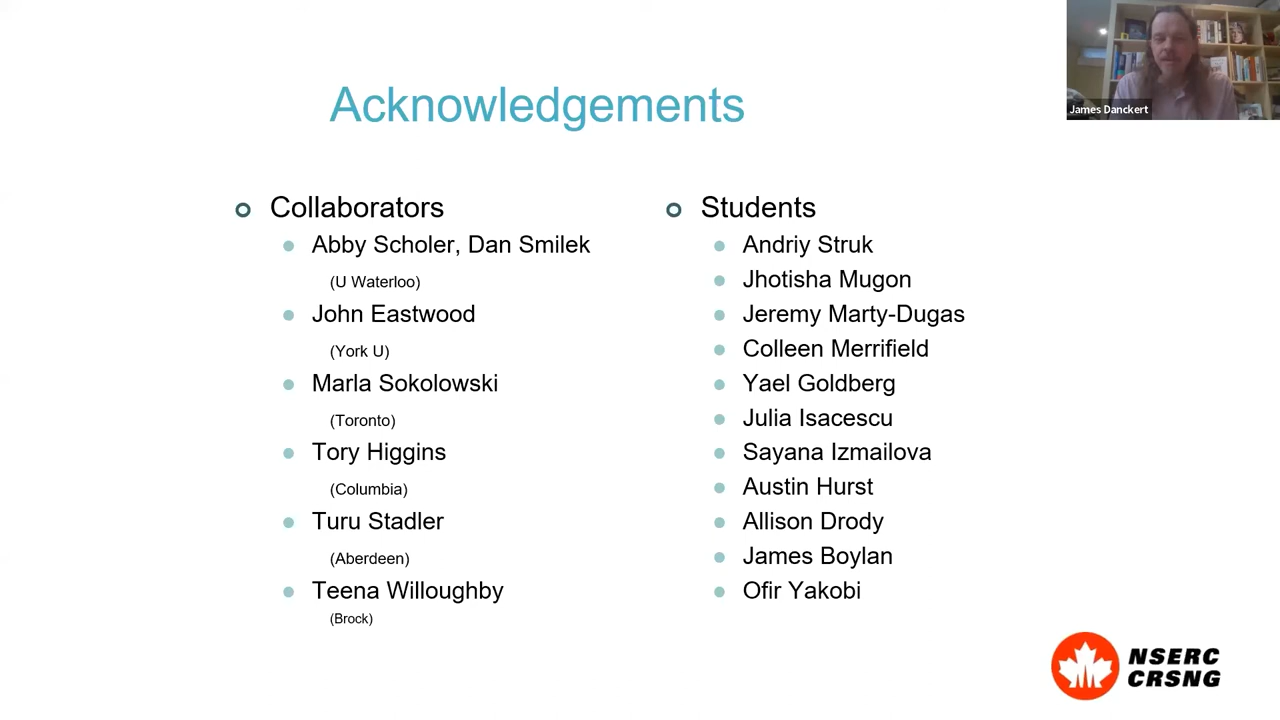 Acknowledgements
James Danckert
Collaborators
Abby Scholer, Dan Smilek
(U Waterloo)
John Eastwood
(York U)
Marla Sokolowski
(Toronto)
Tory Higgins
(Columbia)
Turu Stadler
(Aberdeen)
Teena Willoughby
(Brock)
Students
Andriy Struk
Jhotisha Mugon
Jeremy Marty-Dugas
Colleen Merrifield
Yael Goldberg
Julia Isacescu
Sayana Izmailova
Austin Hurst
Allison Drody
James Boylan
Ofir Yakobi
NSERC
CRSNG